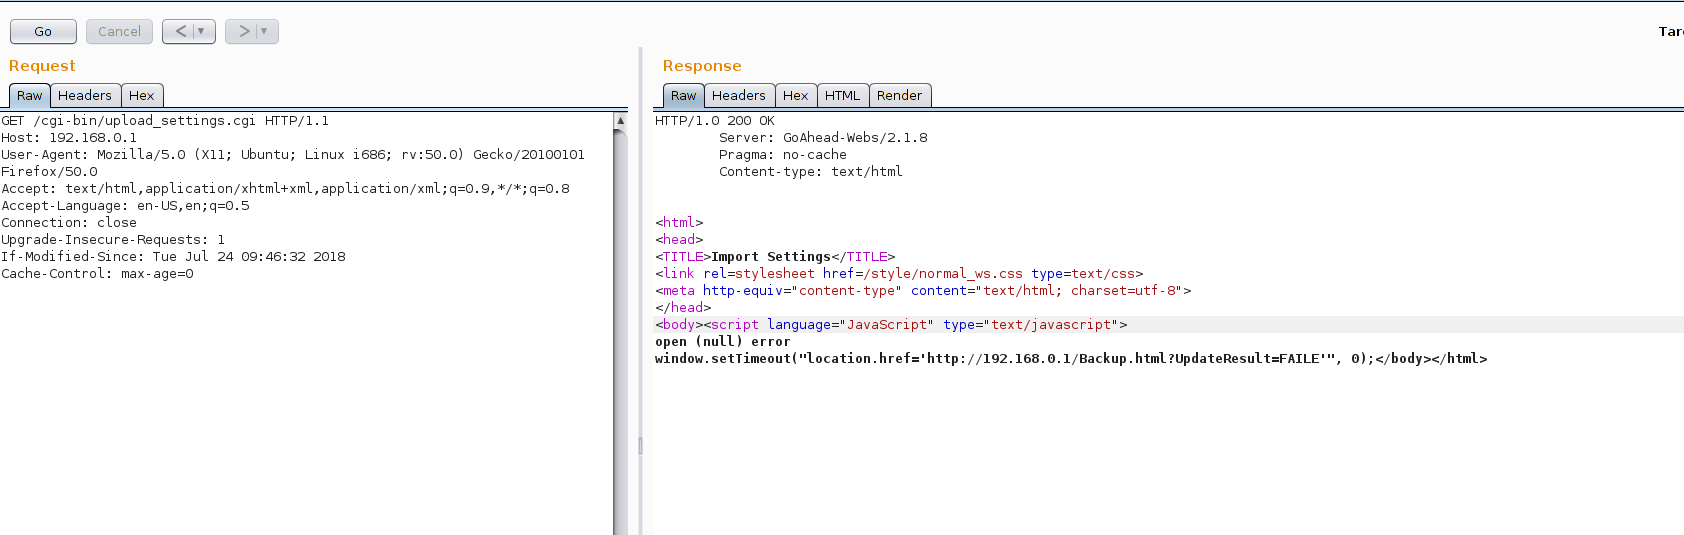 Go Cancel < ▼ > ▼
Request
Raw Headers Hex
GET /cgi-bin/upload_settings.cgi HTTP/1.1
Host: 192.168.0.1
User-Agent: Mozilla/5.0 (X11; Ubuntu; Linux i686; rv:50.0) Gecko/20100101
Firefox/50.0
Accept: text/html,application/xhtml+xml,application/xml;q=0.9,*/*;q=0.8
Accept-Language: en-US,en;q=0.5
Connection: close
Upgrade-Insecure-Requests: 1
If-Modified-Since: Tue Jul 24 09:46:32 2018
Cache-Control: max-age=0
Response
Raw Headers Hex HTML Render
HTTP/1.0 200 OK
Server: GoAhead-Webs/2.1.8
Pragma: no-cache
Content-type: text/html
<html>
<head>
<TITLE>Import Settings</TITLE>
<link rel=stylesheet href=/style/normal_ws.css type=text/css>
<meta http-equiv="content-type" content="text/html; charset=utf-8">
</head>
<body><script language="JavaScript" type="text/javascript">
open (null) error
window.setTimeout("location.href='http://192.168.0.1/Backup.html?UpdateResult=FAILE'", 0);</body></html>